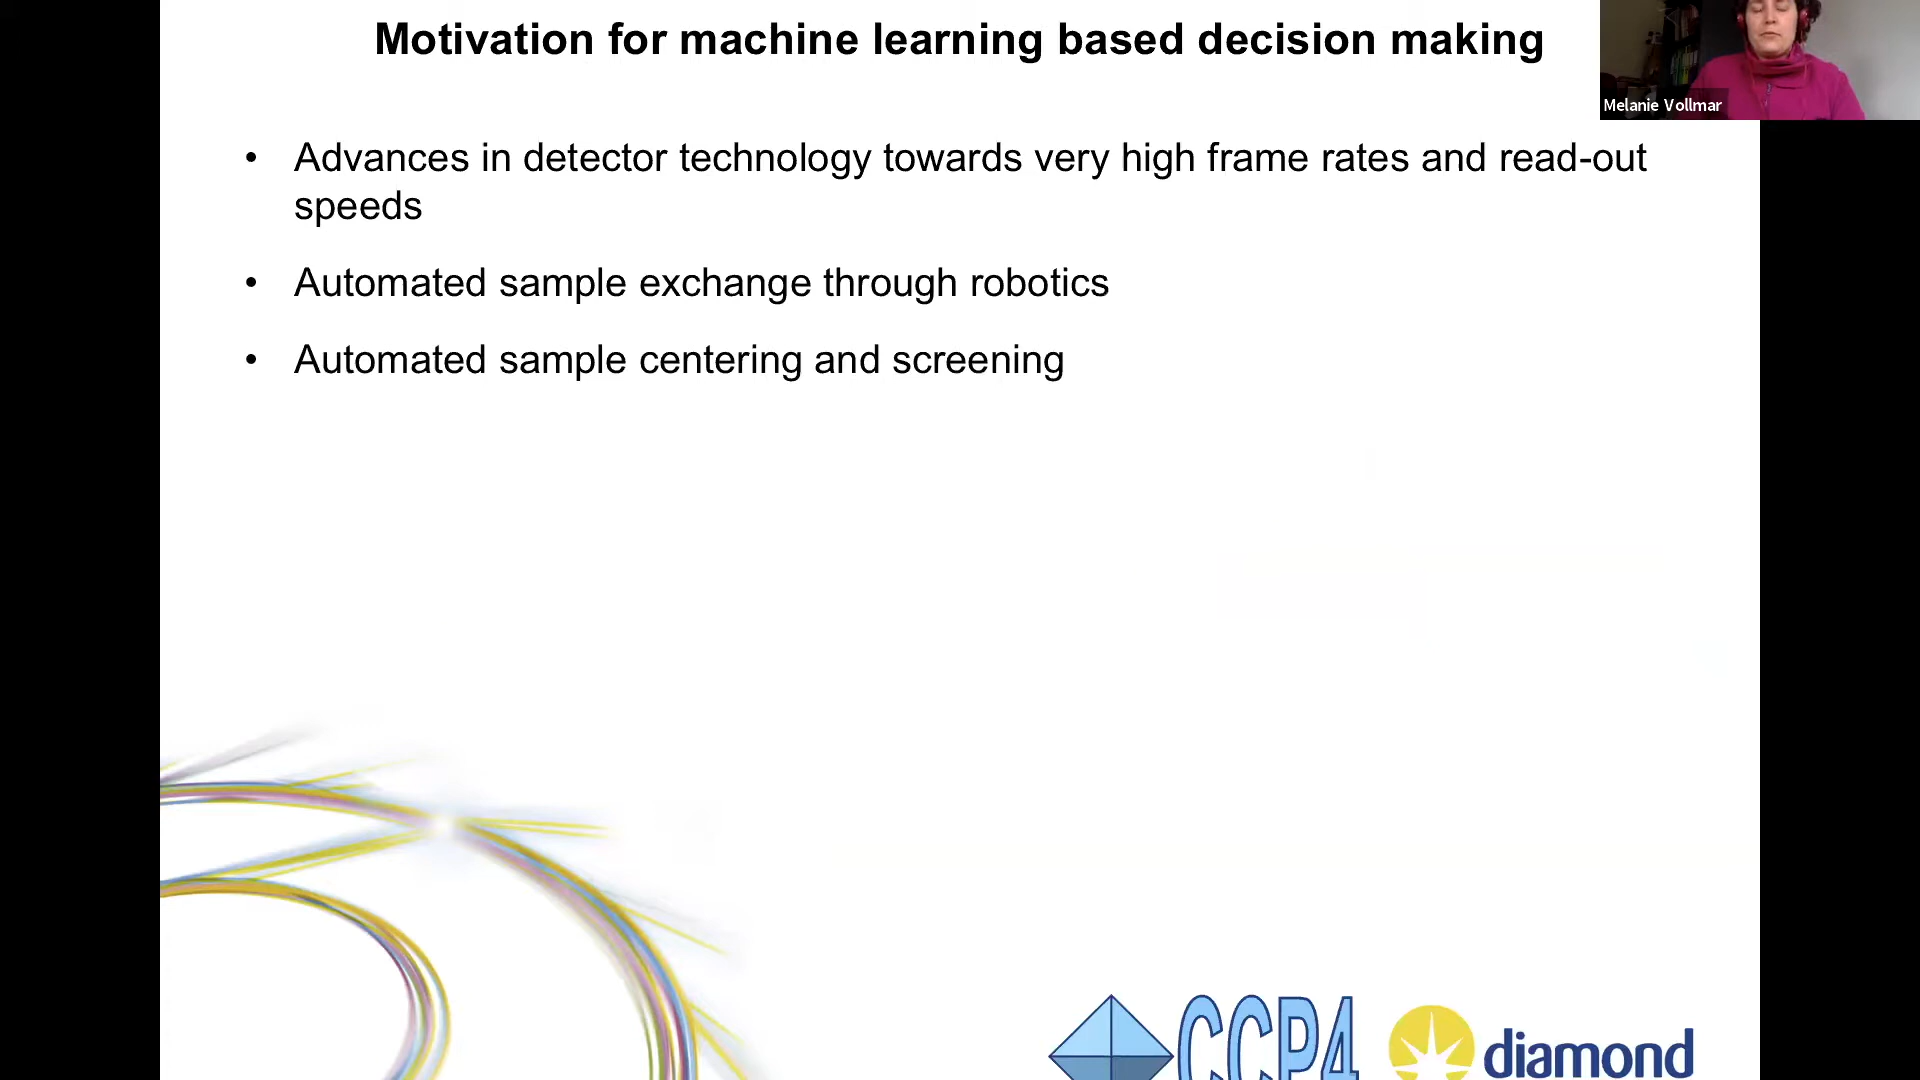 Motivation for machine learning based decision making
Melanie Vollmar
• Advances in detector technology towards very high frame rates and read-out
speeds
• Automated sample exchange through robotics
• Automated sample centering and screening
CCP4
diamond